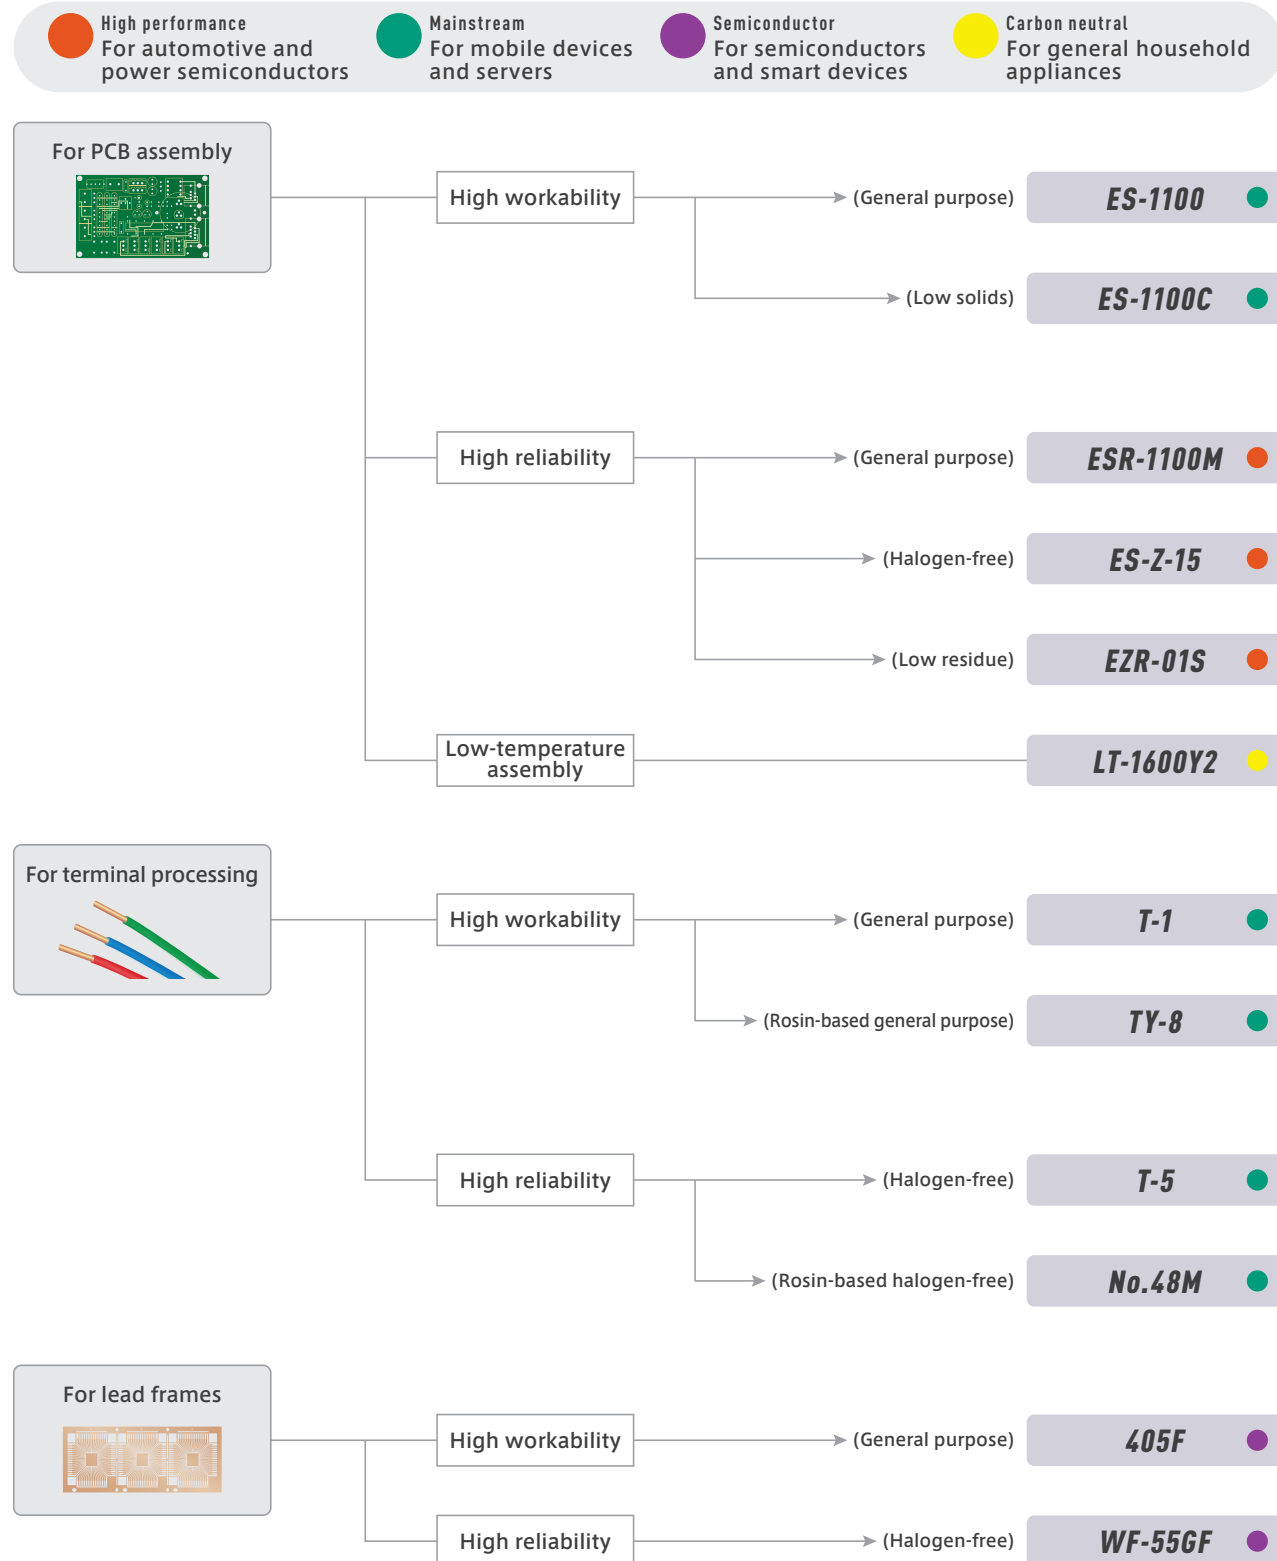 High performance
For automotive and
power semiconductors
Mainstream
For mobile devices
and servers
Semiconductor
For semiconductors
and smart devices
Carbon neutral
For general household
appliances
For PCB assembly
High workability
(General purpose)
ES-1100
(Low solids)
ES-1100C
High reliability
(General purpose)
ESR-1100M
(Halogen-free)
ES-Z-15
(Low residue)
EZR-01S
Low-temperature
assembly
LT-1600Y2
For terminal processing
High workability
(General purpose)
T-1
(Rosin-based general purpose)
TY-8
High reliability
(Halogen-free)
T-5
(Rosin-based halogen-free)
No.48M
For lead frames
High workability
(General purpose)
405F
High reliability
(Halogen-free)
WF-55GF